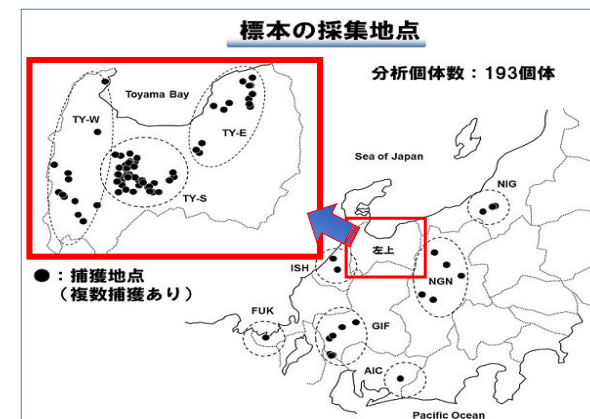 標本の採集地点
分析個体数：193個体
Toyama Bay
TY-W
TY-E
TY-S
Sea of Japan
NIG
左上
ISH
NGN
●：捕獲地点
（複数捕獲あり）
FUK
GIF
AIC
Pacific Ocean